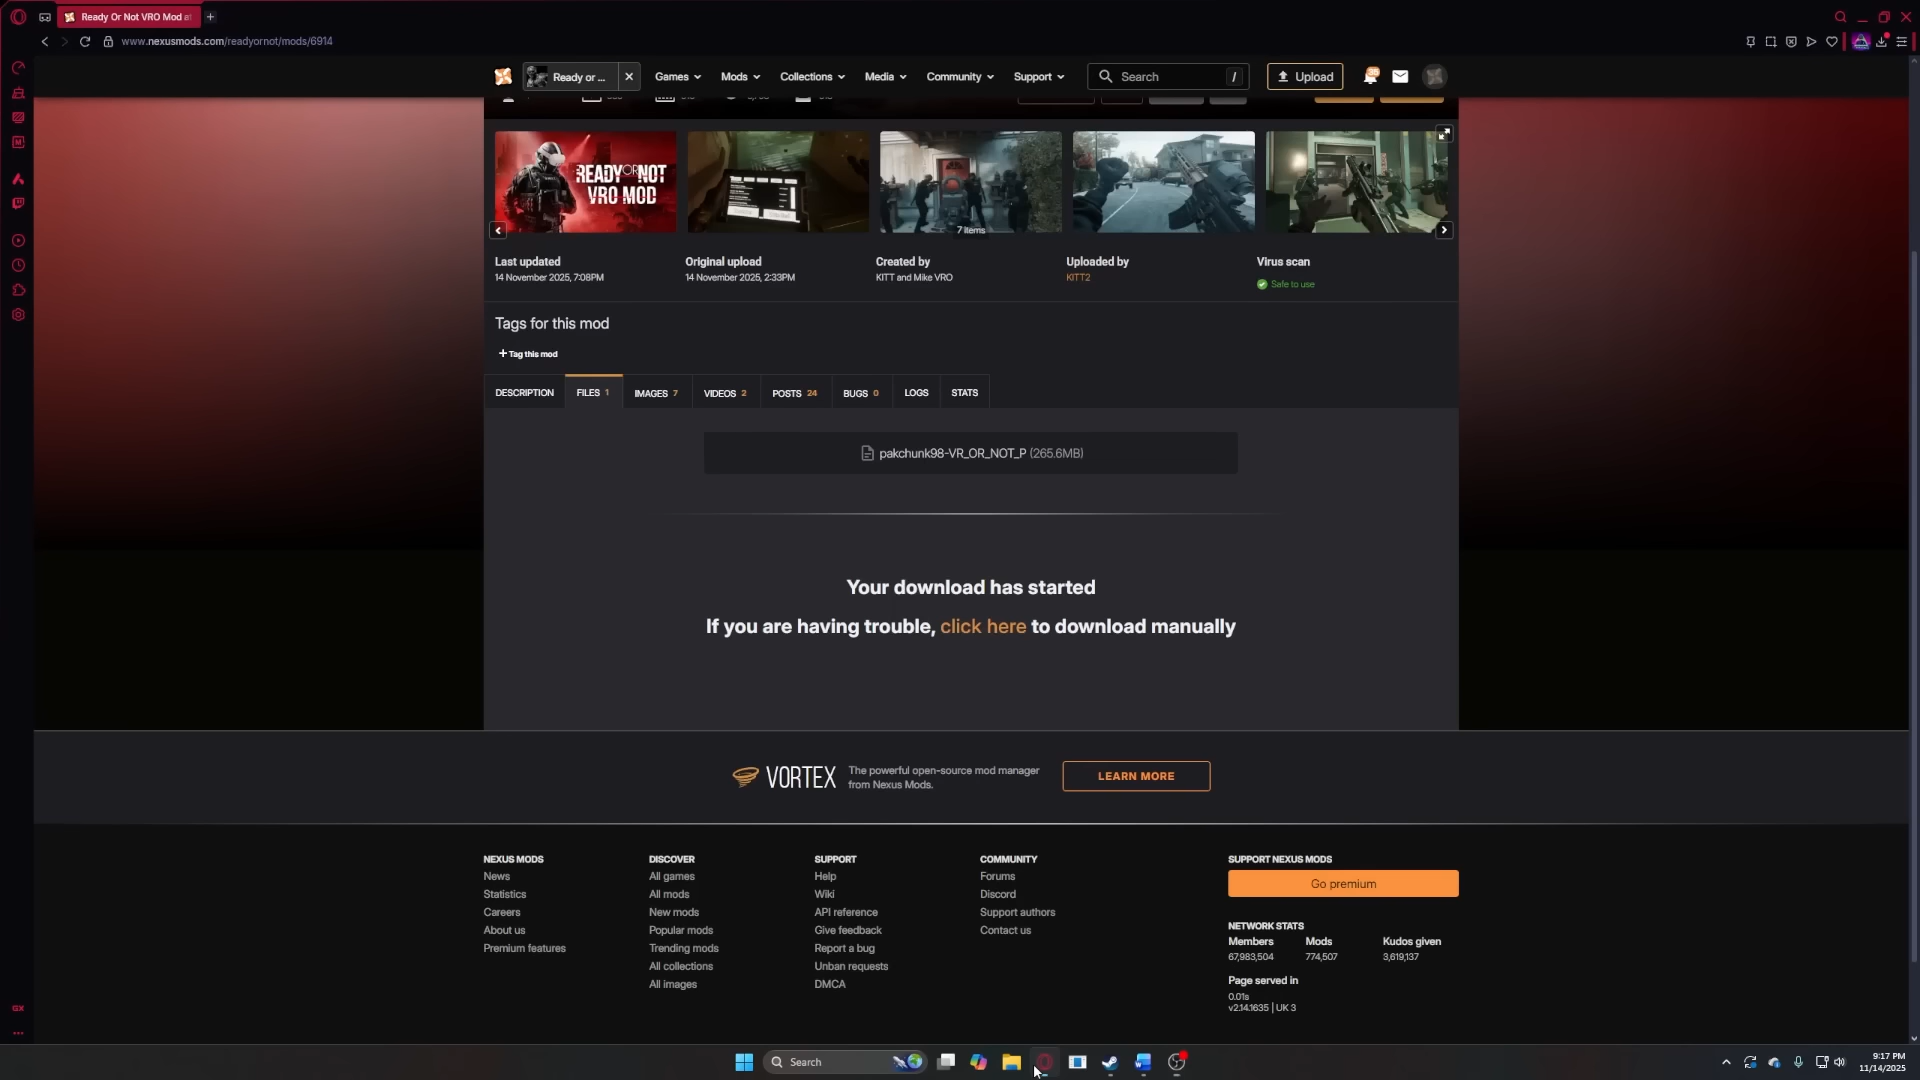 Ready Or Not VRO Mod at
www.nexusmods.com/readyornot/mods/6914
Ready or ...
Games
Mods
Collections
Media
Community
Support
Search
/
Upload
READY OR NOT
VRO MOD
7 items
Last updated
14 November 2025, 7:08PM
Original upload
14 November 2025, 2:33PM
Created by
KITT and Mike VRO
Uploaded by
KITT2
Virus scan
Safe to use
Tags for this mod
+ Tag this mod
DESCRIPTION
FILES 1
IMAGES 7
VIDEOS 2
POSTS 24
BUGS 0
LOGS
STATS
pakchunk98-VR_OR_NOT_P (265.6MB)
Your download has started
If you are having trouble, click here to download manually
VORTEX
The powerful open-source mod manager
from Nexus Mods.
LEARN MORE
NEXUS MODS
News
Statistics
Careers
About us
Premium features
DISCOVER
All games
All mods
New mods
Popular mods
Trending mods
All collections
All images
SUPPORT
Help
Wiki
API reference
Give feedback
Report a bug
Unban requests
DMCA
COMMUNITY
Forums
Discord
Support authors
Contact us
SUPPORT NEXUS MODS
Go premium
NETWORK STATS
Members
67,983,504
Mods
774,507
Kudos given
3,619,137
Page served in
0.01s
v2.14.1635 | UK 3
GX
Search
9:17 PM
11/14/2025